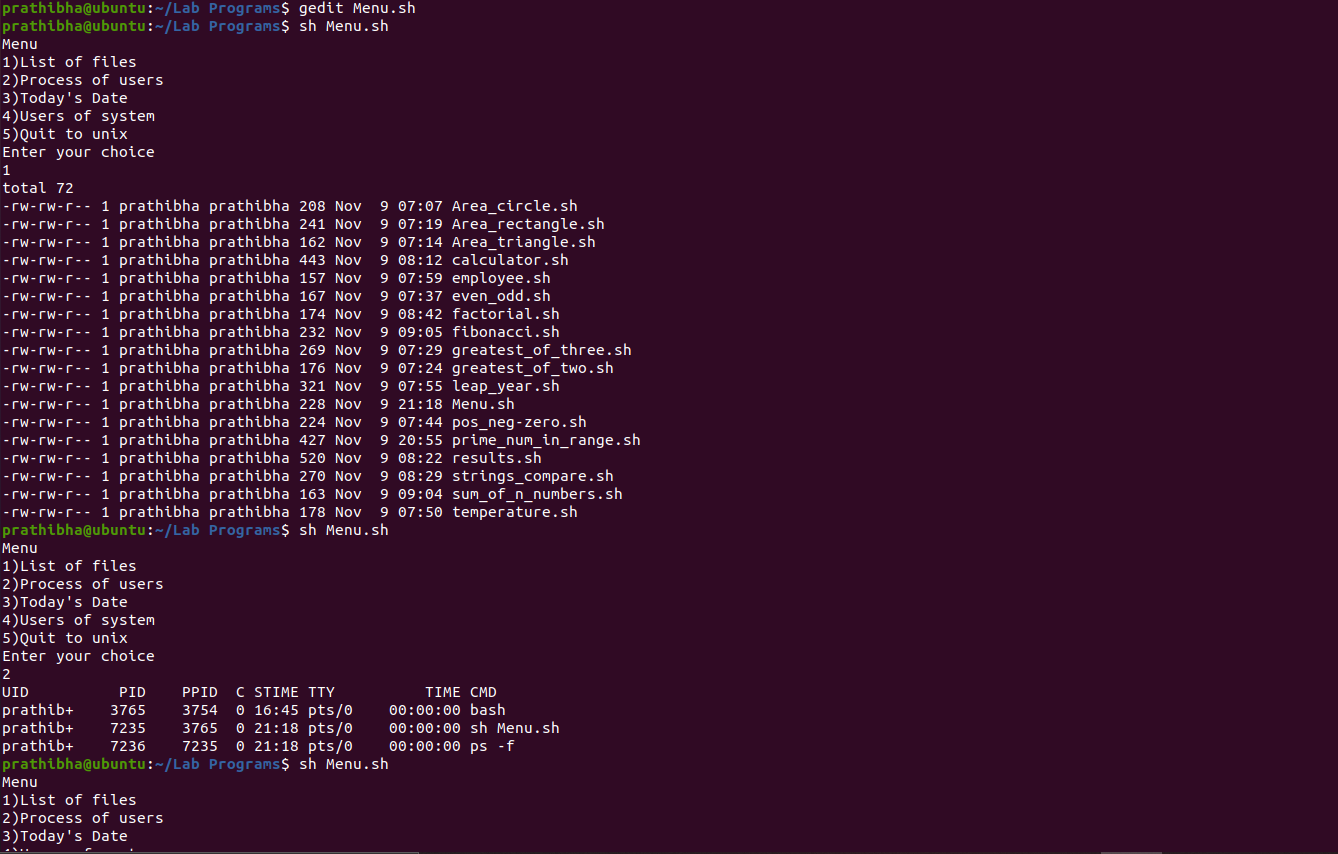 prathibha@ubuntu:~/Lab Programs$ gedit Menu.sh
prathibha@ubuntu:~/Lab Programs$ sh Menu.sh
Menu
1)List of files
2)Process of users
3)Today's Date
4)Users of system
5)Quit to unix
Enter your choice
1
total 72
-rw-rw-r-- 1 prathibha prathibha 208 Nov  9 07:07 Area_circle.sh
-rw-rw-r-- 1 prathibha prathibha 241 Nov  9 07:19 Area_rectangle.sh
-rw-rw-r-- 1 prathibha prathibha 162 Nov  9 07:14 Area_triangle.sh
-rw-rw-r-- 1 prathibha prathibha 443 Nov  9 08:12 calculator.sh
-rw-rw-r-- 1 prathibha prathibha 157 Nov  9 07:59 employee.sh
-rw-rw-r-- 1 prathibha prathibha 167 Nov  9 07:37 even_odd.sh
-rw-rw-r-- 1 prathibha prathibha 174 Nov  9 08:42 factorial.sh
-rw-rw-r-- 1 prathibha prathibha 232 Nov  9 09:05 fibonacci.sh
-rw-rw-r-- 1 prathibha prathibha 269 Nov  9 07:29 greatest_of_three.sh
-rw-rw-r-- 1 prathibha prathibha 176 Nov  9 07:24 greatest_of_two.sh
-rw-rw-r-- 1 prathibha prathibha 321 Nov  9 07:55 leap_year.sh
-rw-rw-r-- 1 prathibha prathibha 228 Nov  9 21:18 Menu.sh
-rw-rw-r-- 1 prathibha prathibha 224 Nov  9 07:44 pos_neg-zero.sh
-rw-rw-r-- 1 prathibha prathibha 427 Nov  9 20:55 prime_num_in_range.sh
-rw-rw-r-- 1 prathibha prathibha 520 Nov  9 08:22 results.sh
-rw-rw-r-- 1 prathibha prathibha 270 Nov  9 08:29 strings_compare.sh
-rw-rw-r-- 1 prathibha prathibha 163 Nov  9 09:04 sum_of_n_numbers.sh
-rw-rw-r-- 1 prathibha prathibha 178 Nov  9 07:50 temperature.sh
prathibha@ubuntu:~/Lab Programs$ sh Menu.sh
Menu
1)List of files
2)Process of users
3)Today's Date
4)Users of system
5)Quit to unix
Enter your choice
2
UID          PID    PPID  C STIME TTY          TIME CMD
prathib+    3765    3754  0 16:45 pts/0    00:00:00 bash
prathib+    7235    3765  0 21:18 pts/0    00:00:00 sh Menu.sh
prathib+    7236    7235  0 21:18 pts/0    00:00:00 ps -f
prathibha@ubuntu:~/Lab Programs$ sh Menu.sh
Menu
1)List of files
2)Process of users
3)Today's Date